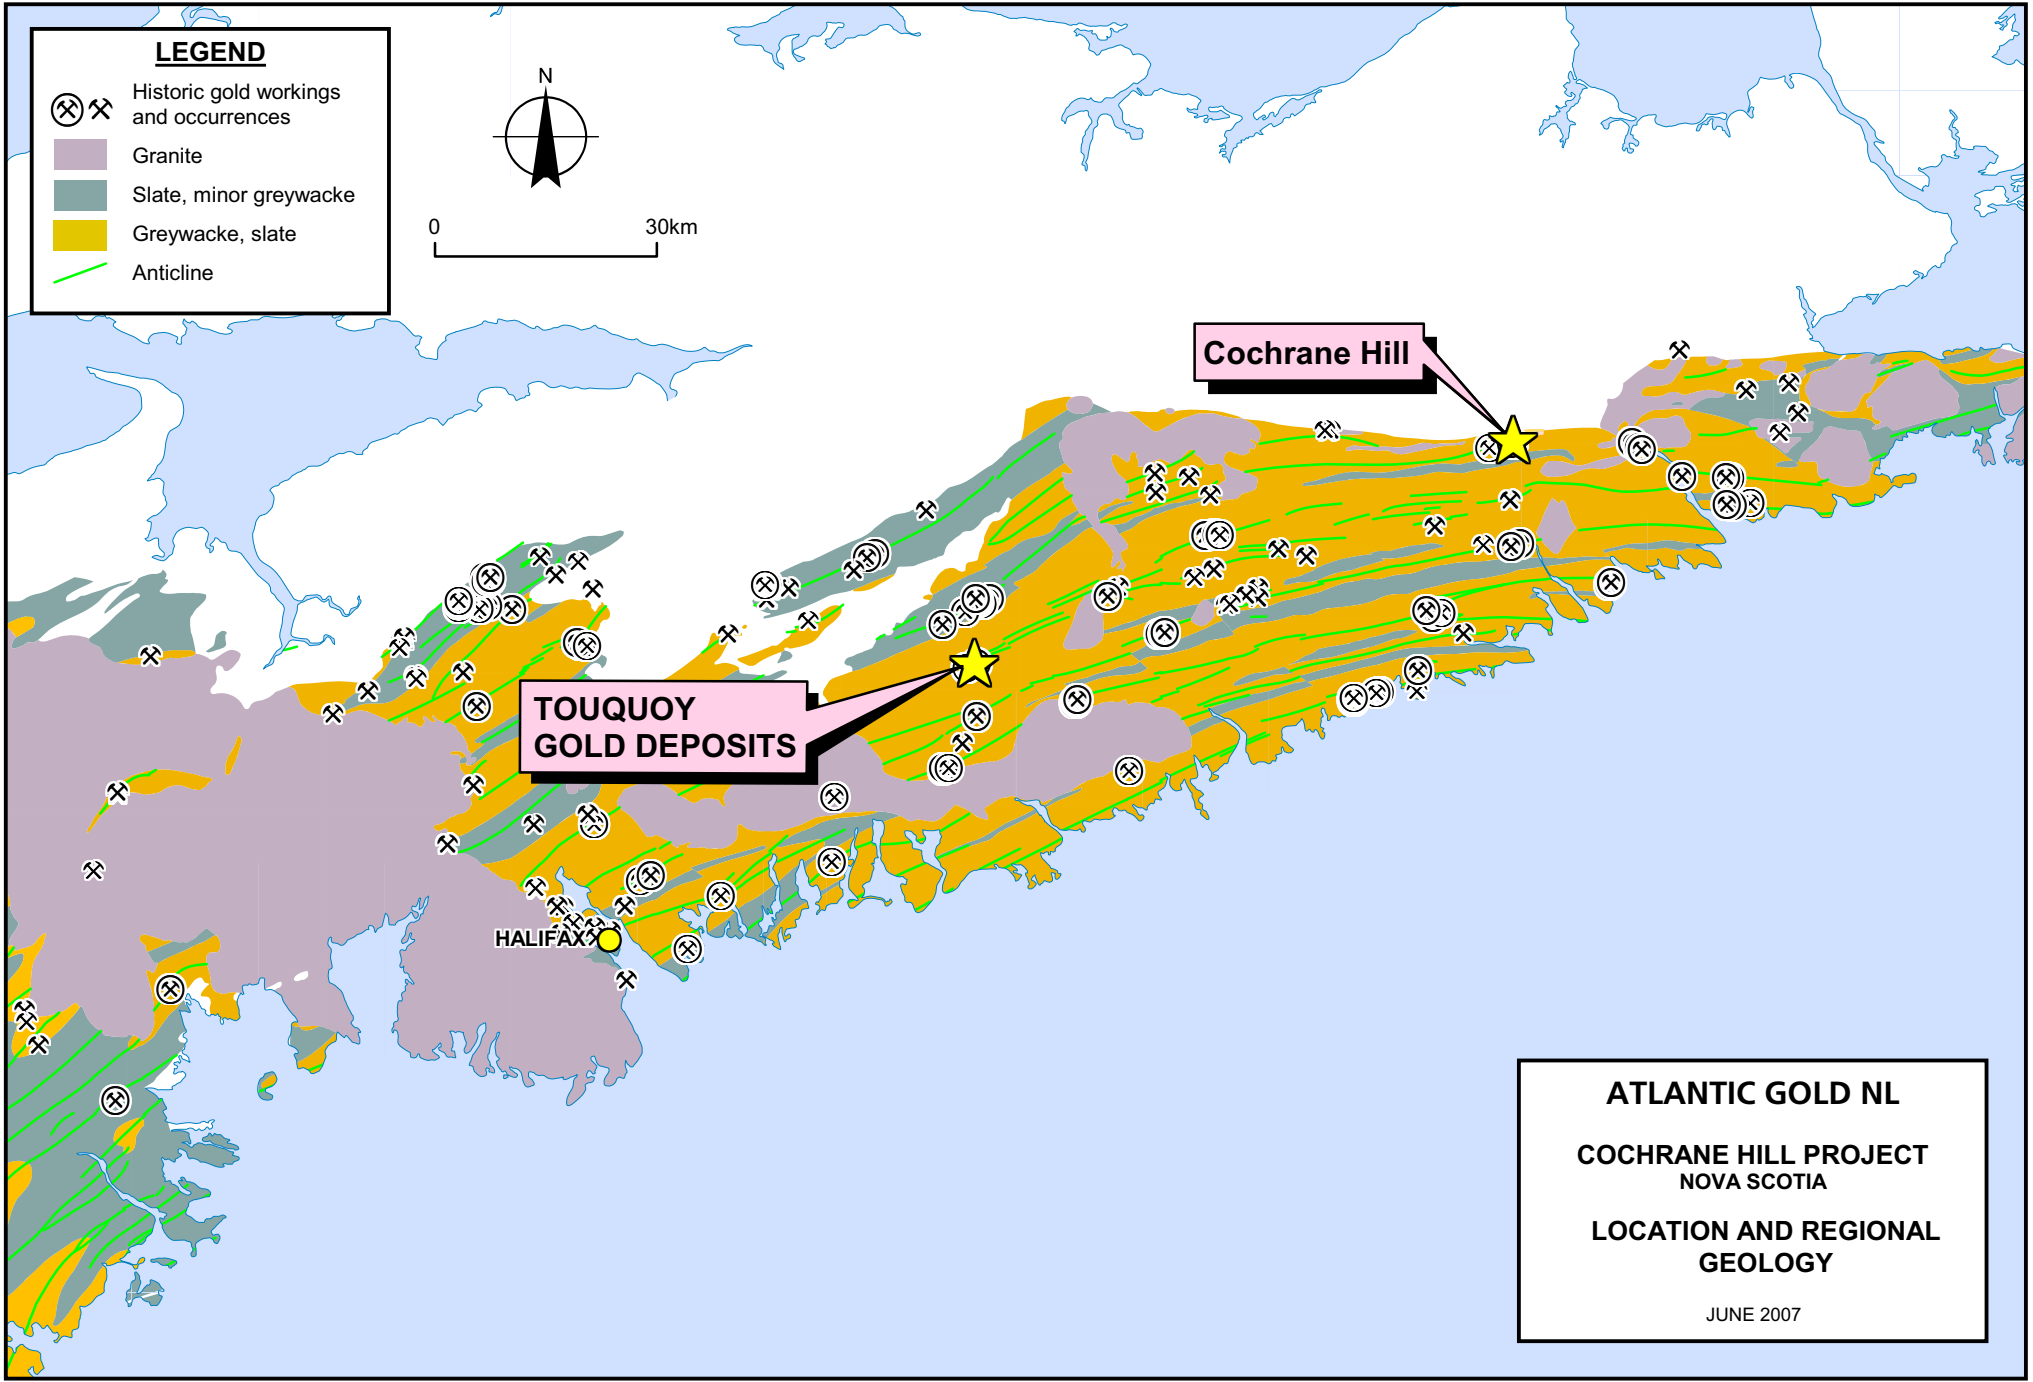 LEGEND
Historic gold workings
and occurrences
Granite
Slate, minor greywacke
Greywacke, slate
Anticline
N
0 30km
Cochrane Hill
TOUQUOY
GOLD DEPOSITS
HALIFAX
ATLANTIC GOLD NL
COCHRANE HILL PROJECT
NOVA SCOTIA
LOCATION AND REGIONAL
GEOLOGY
JUNE 2007